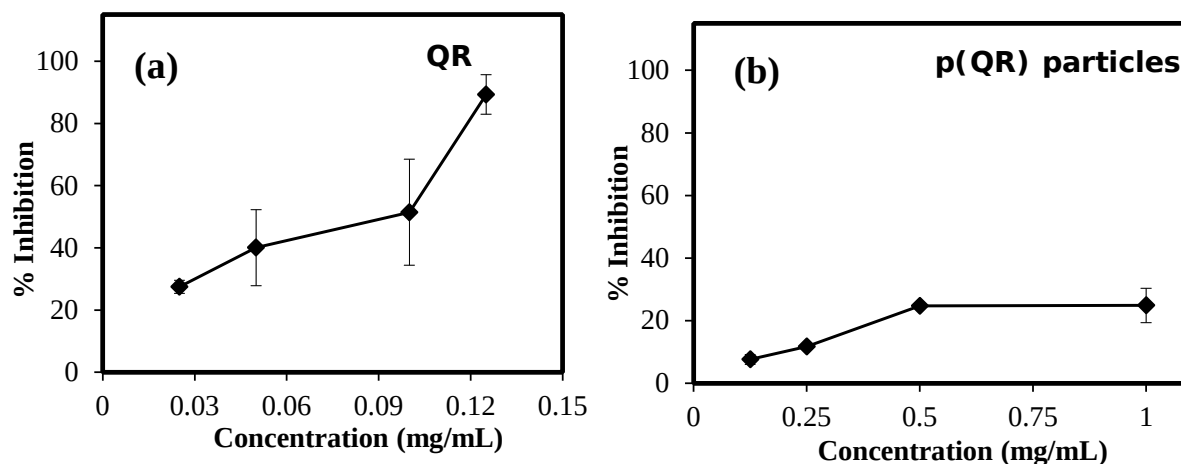 (a)
QR
100
80
60
40
20
0
% Inhibition
0 0.03 0.06 0.09 0.12 0.15
Concentration (mg/mL)
(b)
p(QR) particles
100
80
60
40
20
0
% Inhibition
0 0.25 0.5 0.75 1
Concentration (mg/mL)